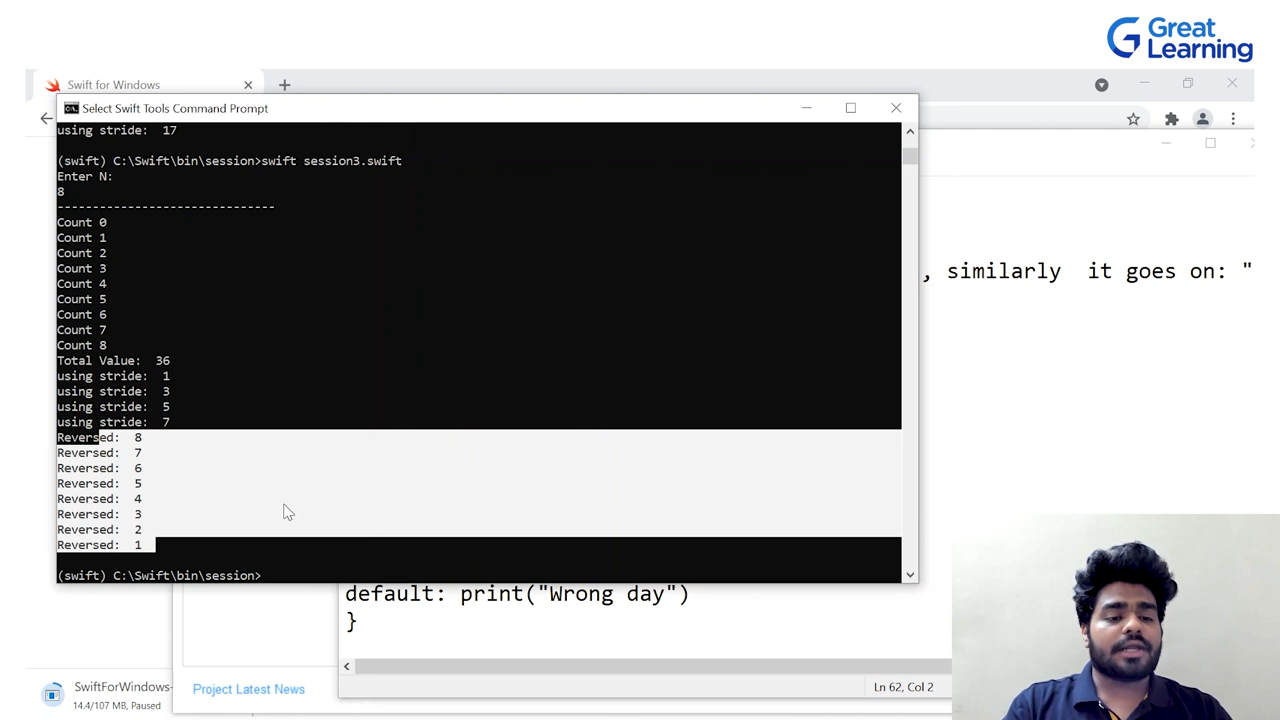 Great
Learning
Swift for Windows
Select Swift Tools Command Prompt
using stride:  17
(swift) C:\Swift\bin\session>swift session3.swift
Enter N:
8
-------------------------------
Count 0
Count 1
Count 2
Count 3
Count 4
Count 5
Count 6
Count 7
Count 8
Total Value:  36
using stride:  1
using stride:  3
using stride:  5
using stride:  7
Reversed:  8
Reversed:  7
Reversed:  6
Reversed:  5
Reversed:  4
Reversed:  3
Reversed:  2
Reversed:  1
(swift) C:\Swift\bin\session>
, similarly  it goes on: "
default: print("Wrong day")
}
Ln 62, Col 2
Project Latest News
SwiftForWindows-
14.4/107 MB, Paused